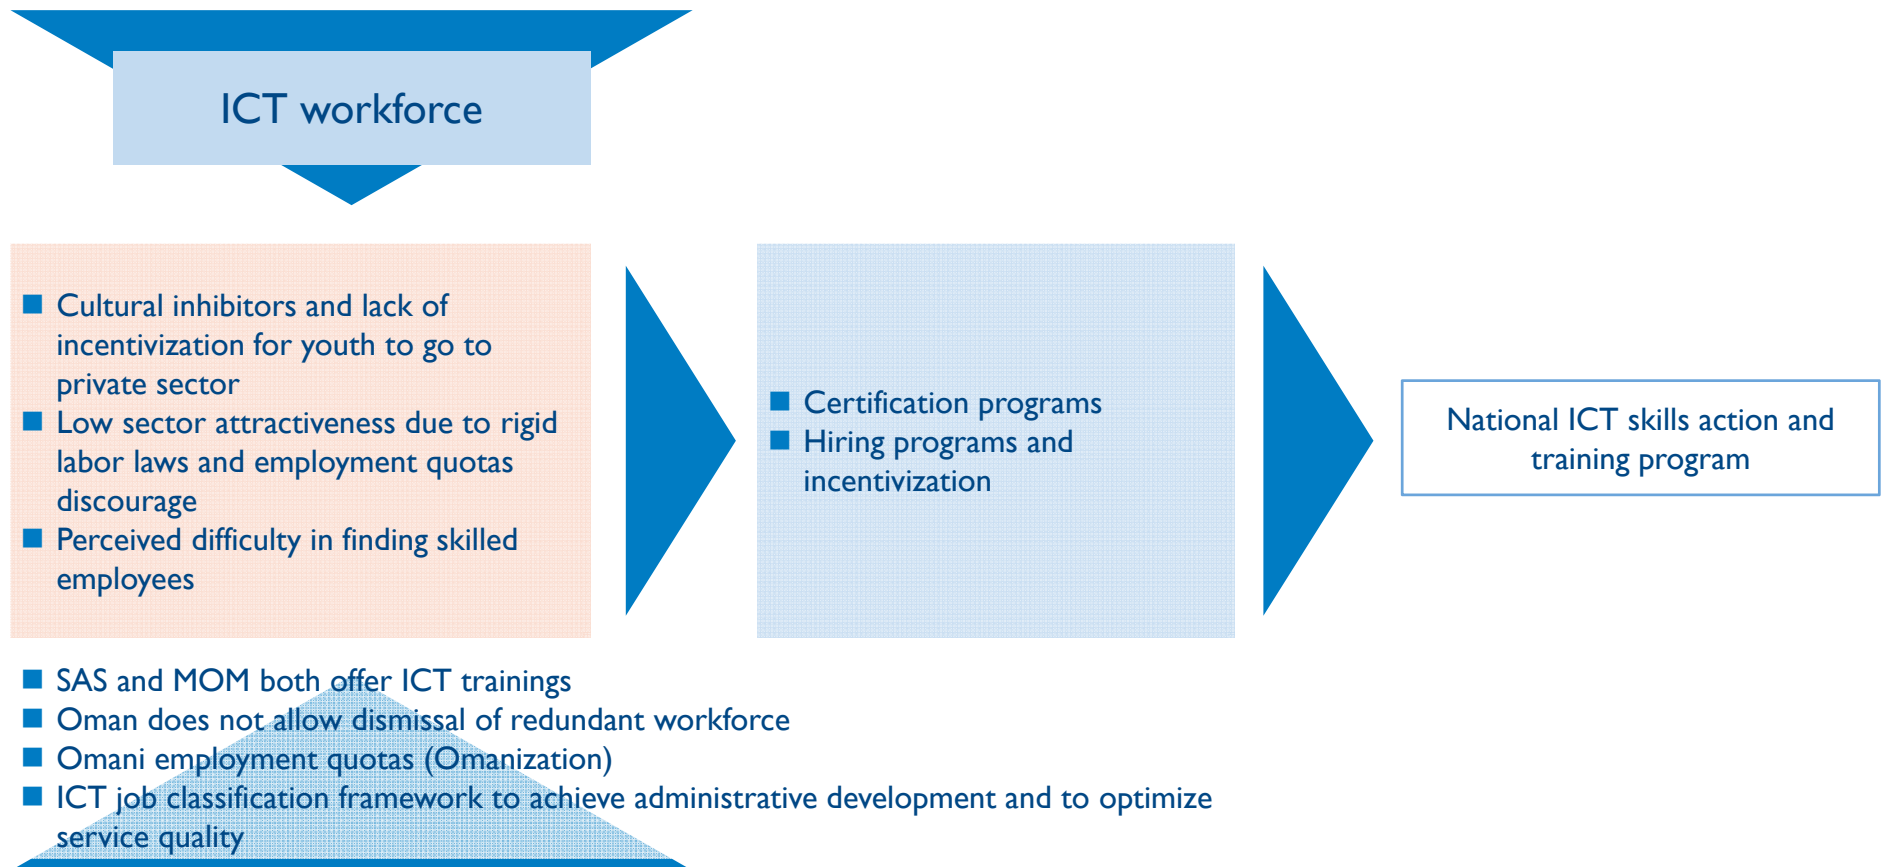 ICT workforce
■ Cultural inhibitors and lack of
incentivization for youth to go to
private sector
■ Low sector attractiveness due to rigid
labor laws and employment quotas
discourage
■ Perceived difficulty in finding skilled
employees
■ Certification programs
■ Hiring programs and
incentivization
National ICT skills action and
training program
■ SAS and MOM both offer ICT trainings
■ Oman does not allow dismissal of redundant workforce
■ Omani employment quotas (Omanization)
■ ICT job classification framework to achieve administrative development and to optimize
service quality